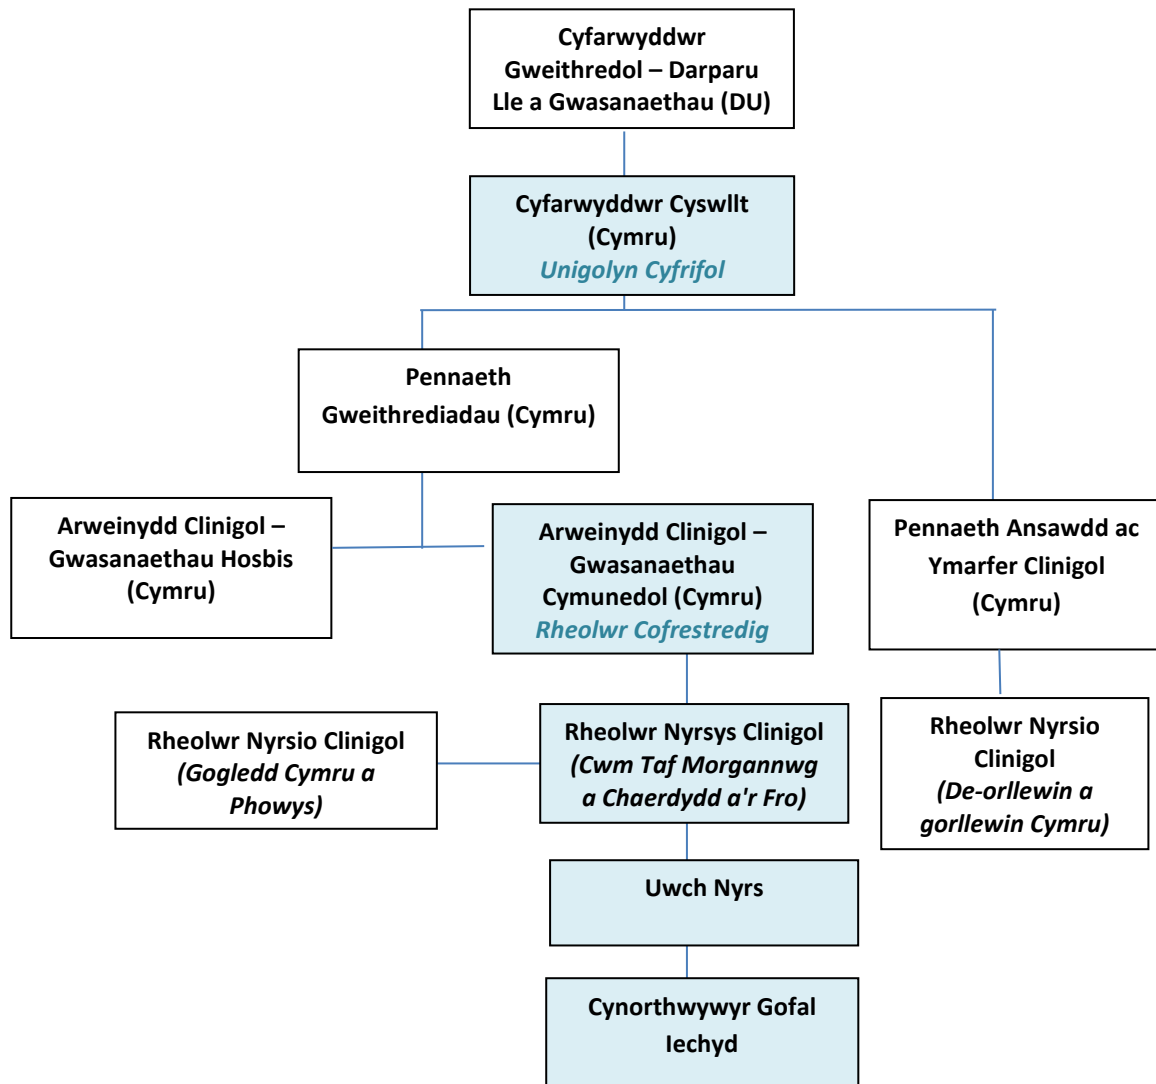 Cyfarwyddwr
Gweithredol – Darparu
Lle a Gwasanaethau (DU)
Cyfarwyddwr Cyswllt
(Cymru)
Unigolyn Cyfrifol
Pennaeth
Gweithrediadau (Cymru)
Arweinydd Clinigol –
Gwasanaethau Hosbis
(Cymru)
Arweinydd Clinigol –
Gwasanaethau
Cymunedol (Cymru)
Rheolwr Cofrestredig
Pennaeth Ansawdd ac
Ymarfer Clinigol
(Cymru)
Rheolwr Nyrsio Clinigol
(Gogledd Cymru a
Phowys)
Rheolwr Nyrsys Clinigol
(Cwm Taf Morgannwg
a Chaerdydd a'r Fro)
Rheolwr Nyrsio
Clinigol
(De-orllewin a
gorllewin Cymru)
Uwch Nyrs
Cynorthwywyr Gofal
Iechyd